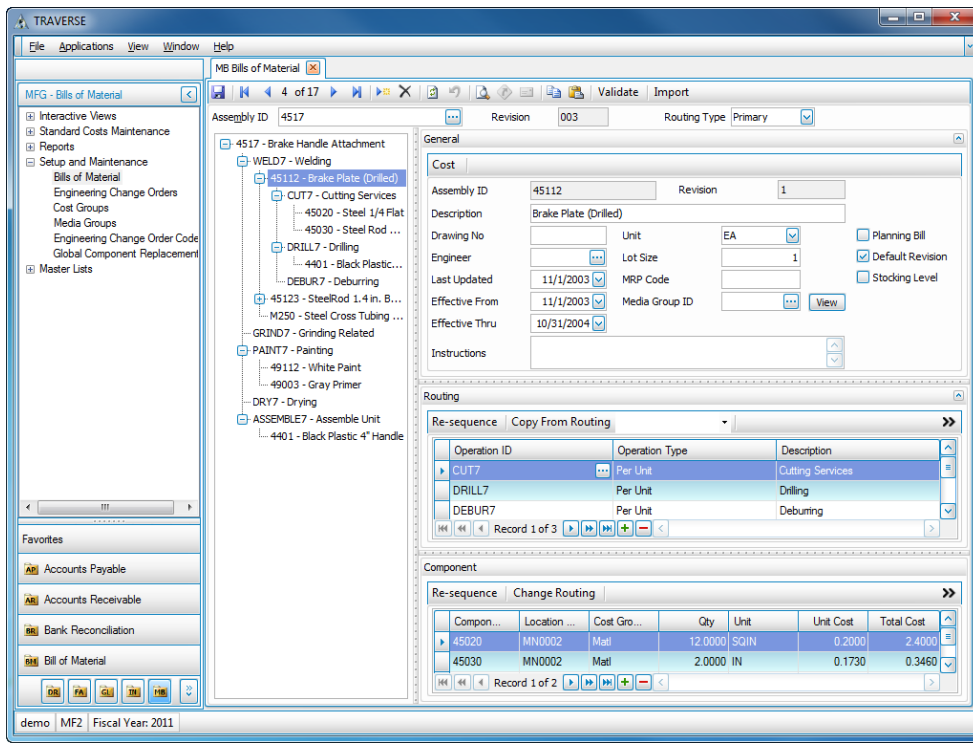 TRAVERSE
File Applications View Window Help
MB Bills of Material
MFG - Bills of Material
4 of 17 Validate Import
Assembly ID 4517 Revision 003 Routing Type Primary
Interactive Views
Standard Costs Maintenance
Reports
Setup and Maintenance
Bills of Material
Engineering Change Orders
Cost Groups
Media Groups
Engineering Change Order Code
Global Component Replacement
Master Lists
4517 - Brake Handle Attachment
WELD7 - Welding
45112 - Brake Plate (Drilled)
CUT7 - Cutting Services
45020 - Steel 1/4 Flat
45030 - Steel Rod ...
DRILL7 - Drilling
4401 - Black Plastic...
DEBUR7 - Deburring
45123 - SteelRod 1.4 in. B...
M250 - Steel Cross Tubing ...
GRIND7 - Grinding Related
PAINT7 - Painting
49112 - White Paint
49003 - Gray Primer
DRY7 - Drying
ASSEMBLE7 - Assemble Unit
4401 - Black Plastic 4" Handle
General
Cost
Assembly ID 45112 Revision 1
Description Brake Plate (Drilled)
Drawing No Unit EA Planning Bill
Engineer Lot Size 1 Default Revision
Last Updated 11/1/2003 MRP Code Stocking Level
Effective From 11/1/2003 Media Group ID View
Effective Thru 10/31/2004
Instructions
Routing
Re-sequence Copy From Routing
Operation ID Operation Type Description
CUT7 Per Unit Cutting Services
DRILL7 Per Unit Drilling
DEBUR7 Per Unit Deburring
Record 1 of 3
Component
Re-sequence Change Routing
Compon... Location ... Cost Gro... Qty Unit Unit Cost Total Cost
45020 MN0002 Matl 12.0000 SQIN 0.2000 2.4000
45030 MN0002 Matl 2.0000 IN 0.1730 0.3460
Record 1 of 2
Favorites
AP Accounts Payable
AR Accounts Receivable
BR Bank Reconciliation
BM Bill of Material
DR FA GL IN MB
demo MF2 Fiscal Year: 2011